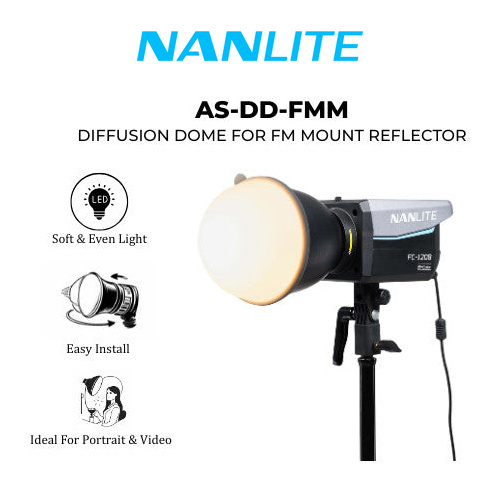 NANLITE
AS-DD-FMM
DIFFUSION DOME FOR FM MOUNT REFLECTOR
LED
Soft & Even Light
NANLITE
FC-120B
Easy Install
Ideal For Portrait & Video